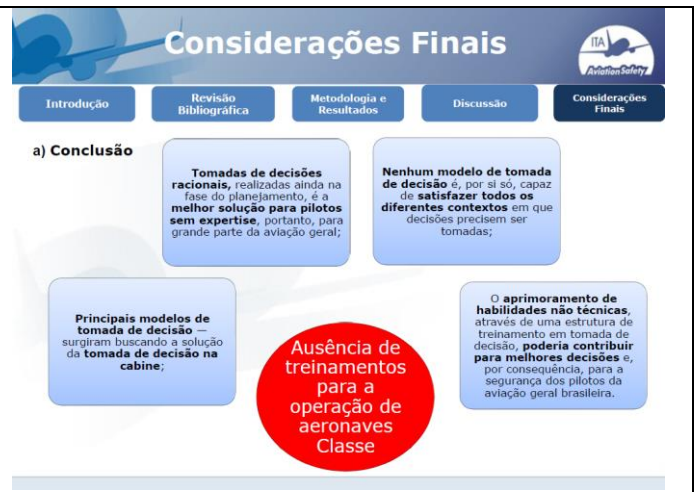 Considerações Finais
ITA
Aviation Safety
Introdução
Revisão
Bibliográfica
Metodologia e
Resultados
Discussão
Considerações
Finais
a) Conclusão
Tomadas de decisões
racionais, realizadas ainda na
fase do planejamento, é a
melhor solução para pilotos
sem expertise, portanto, para
grande parte da aviação geral;
Nenhum modelo de tomada
de decisão é, por si só, capaz
de satisfazer todos os
diferentes contextos em que
decisões precisem ser
tomadas;
Principais modelos de
tomada de decisão —
surgiram buscando a solução
da tomada de decisão na
cabine;
Ausência de
treinamentos
para a
operação de
aeronaves
Classe
O aprimoramento de
habilidades não técnicas,
através de uma estrutura de
treinamento em tomada de
decisão, poderia contribuir
para melhores decisões e,
por consequência, para a
segurança dos pilotos da
aviação geral brasileira.